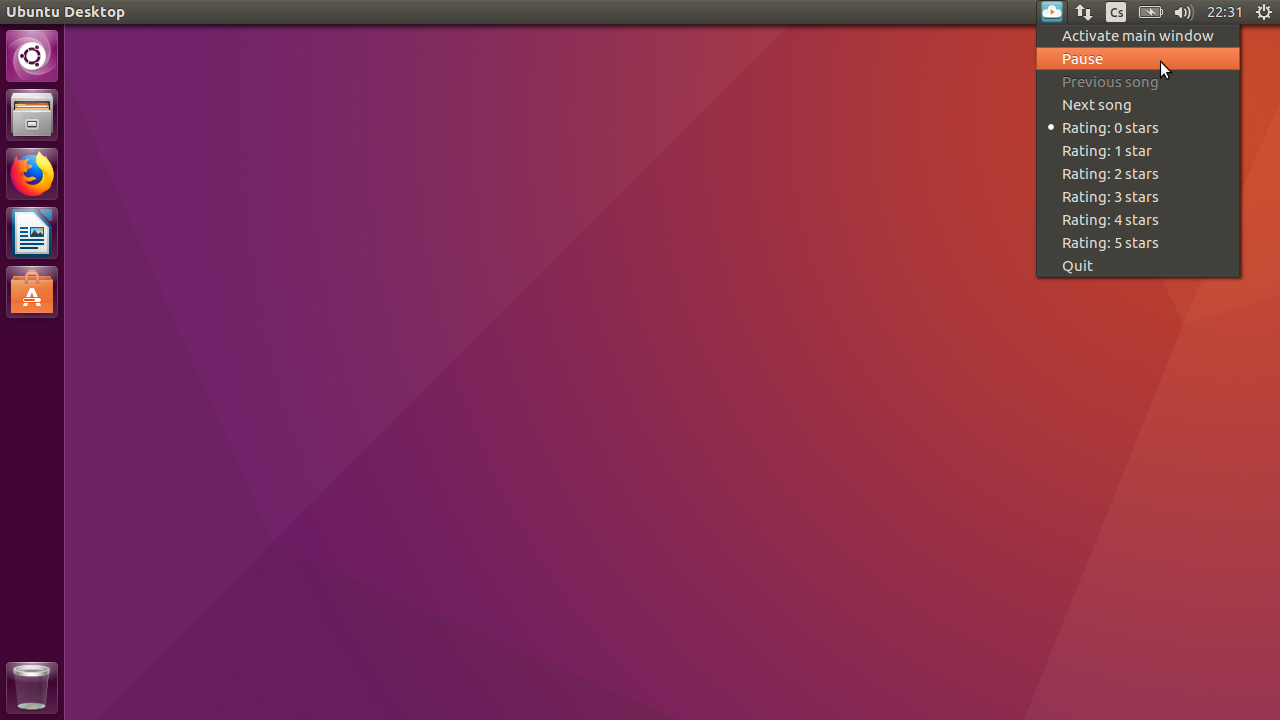 Ubuntu Desktop
Cs
22:31
Activate main window
Pause
Previous song
Next song
Rating: 0 stars
Rating: 1 star
Rating: 2 stars
Rating: 3 stars
Rating: 4 stars
Rating: 5 stars
Quit